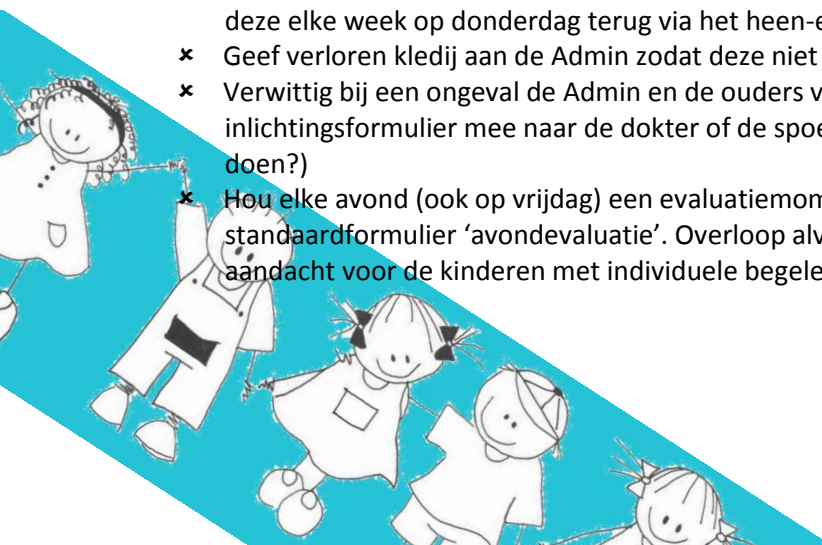 deze elke week op donderdag terug via het heen-e
× Geef verloren kledij aan de Admin zodat deze niet
× Verwittig bij een ongeval de Admin en de ouders v
inlichtingsformulier mee naar de dokter of de spoe
doen?)
× Hou elke avond (ook op vrijdag) een evaluatiemom
standaardformulier ‘avondevaluatie’. Overloop alv
aandacht voor de kinderen met individuele begele